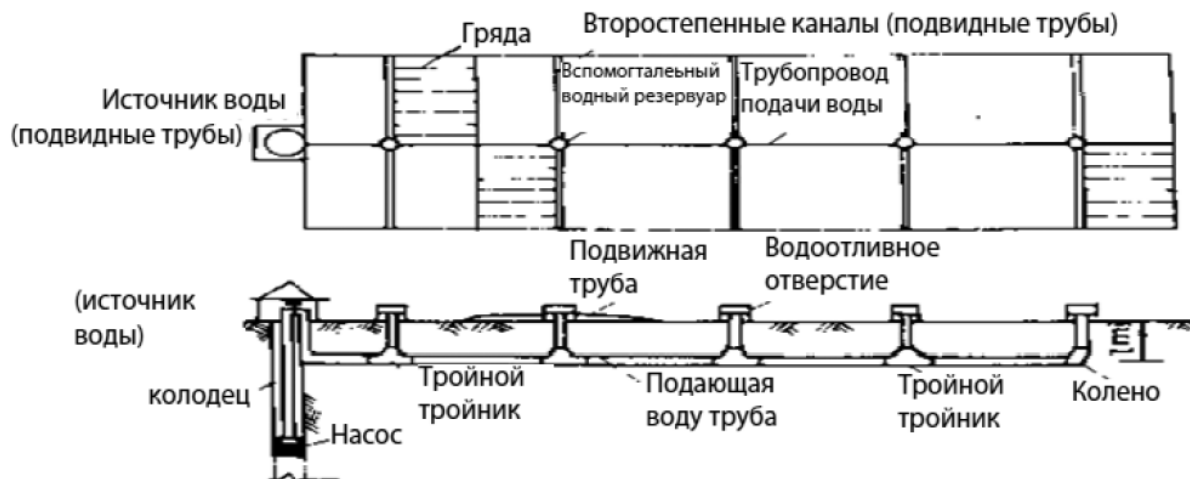 Гряда
Второстепенные каналы (подвидные трубы)
Источник воды
(подвидные трубы)
Вспомогталеьный
водный резервуар
Трубопровод
подачи воды
Подвижная
труба
Водоотливное
отверстие
(источник
воды)
1m
колодец
Тройной
тройник
Подающая
воду труба
Тройной
тройник
Колено
Насос